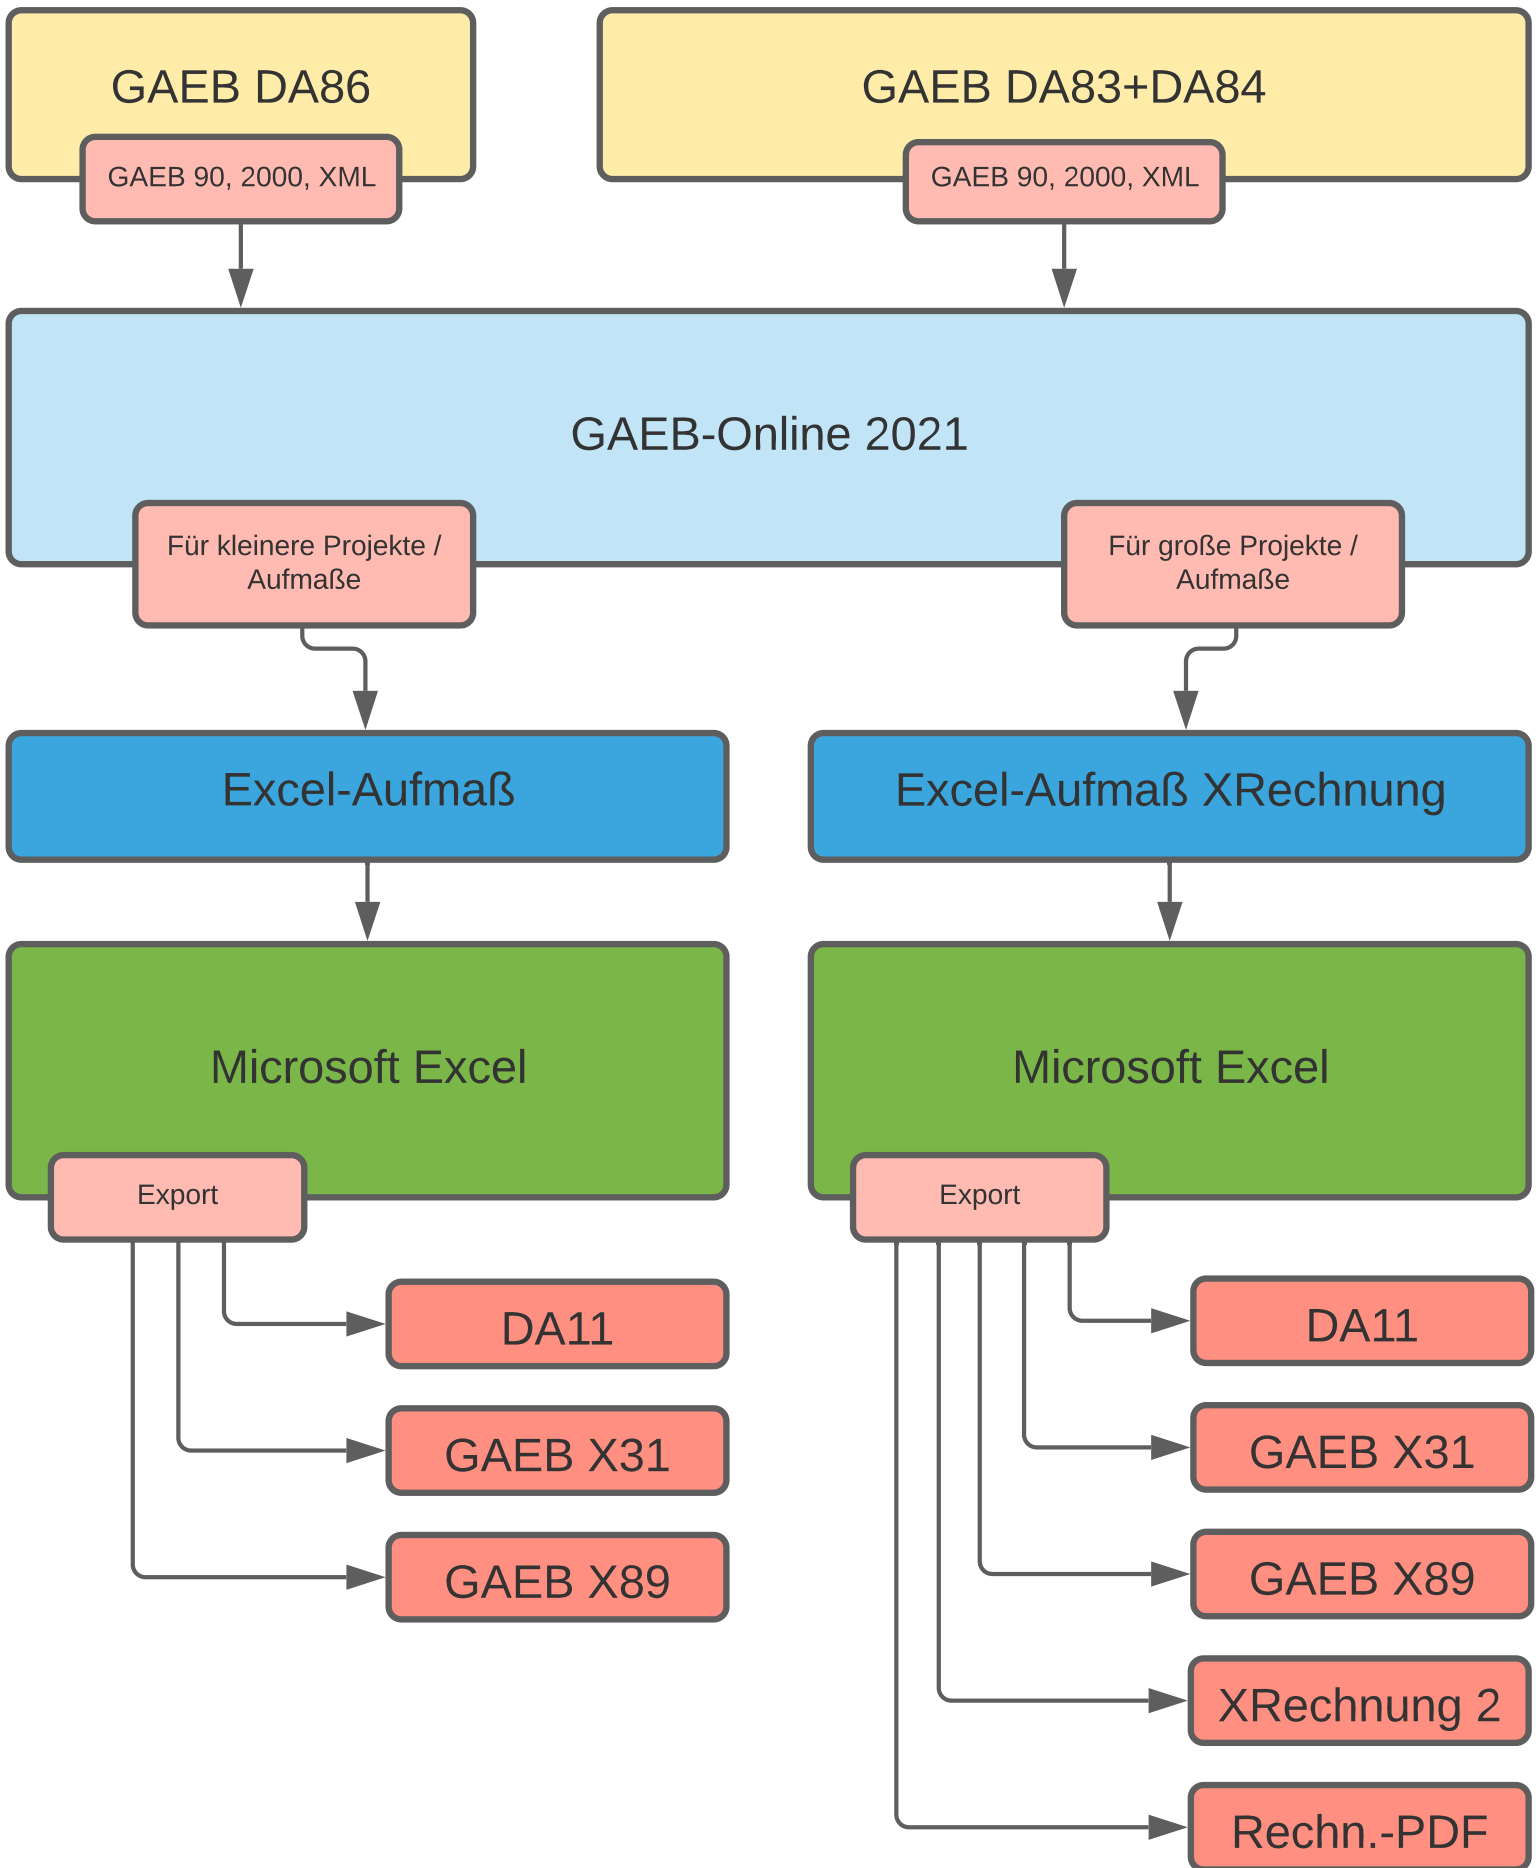 GAEB DA86
GAEB 90, 2000, XML
GAEB DA83+DA84
GAEB 90, 2000, XML
GAEB-Online 2021
Für kleinere Projekte /
Aufmaße
Für große Projekte /
Aufmaße
Excel-Aufmaß
Excel-Aufmaß XRechnung
Microsoft Excel
Export
DA11
GAEB X31
GAEB X89
Microsoft Excel
Export
DA11
GAEB X31
GAEB X89
XRechnung 2
Rechn.-PDF